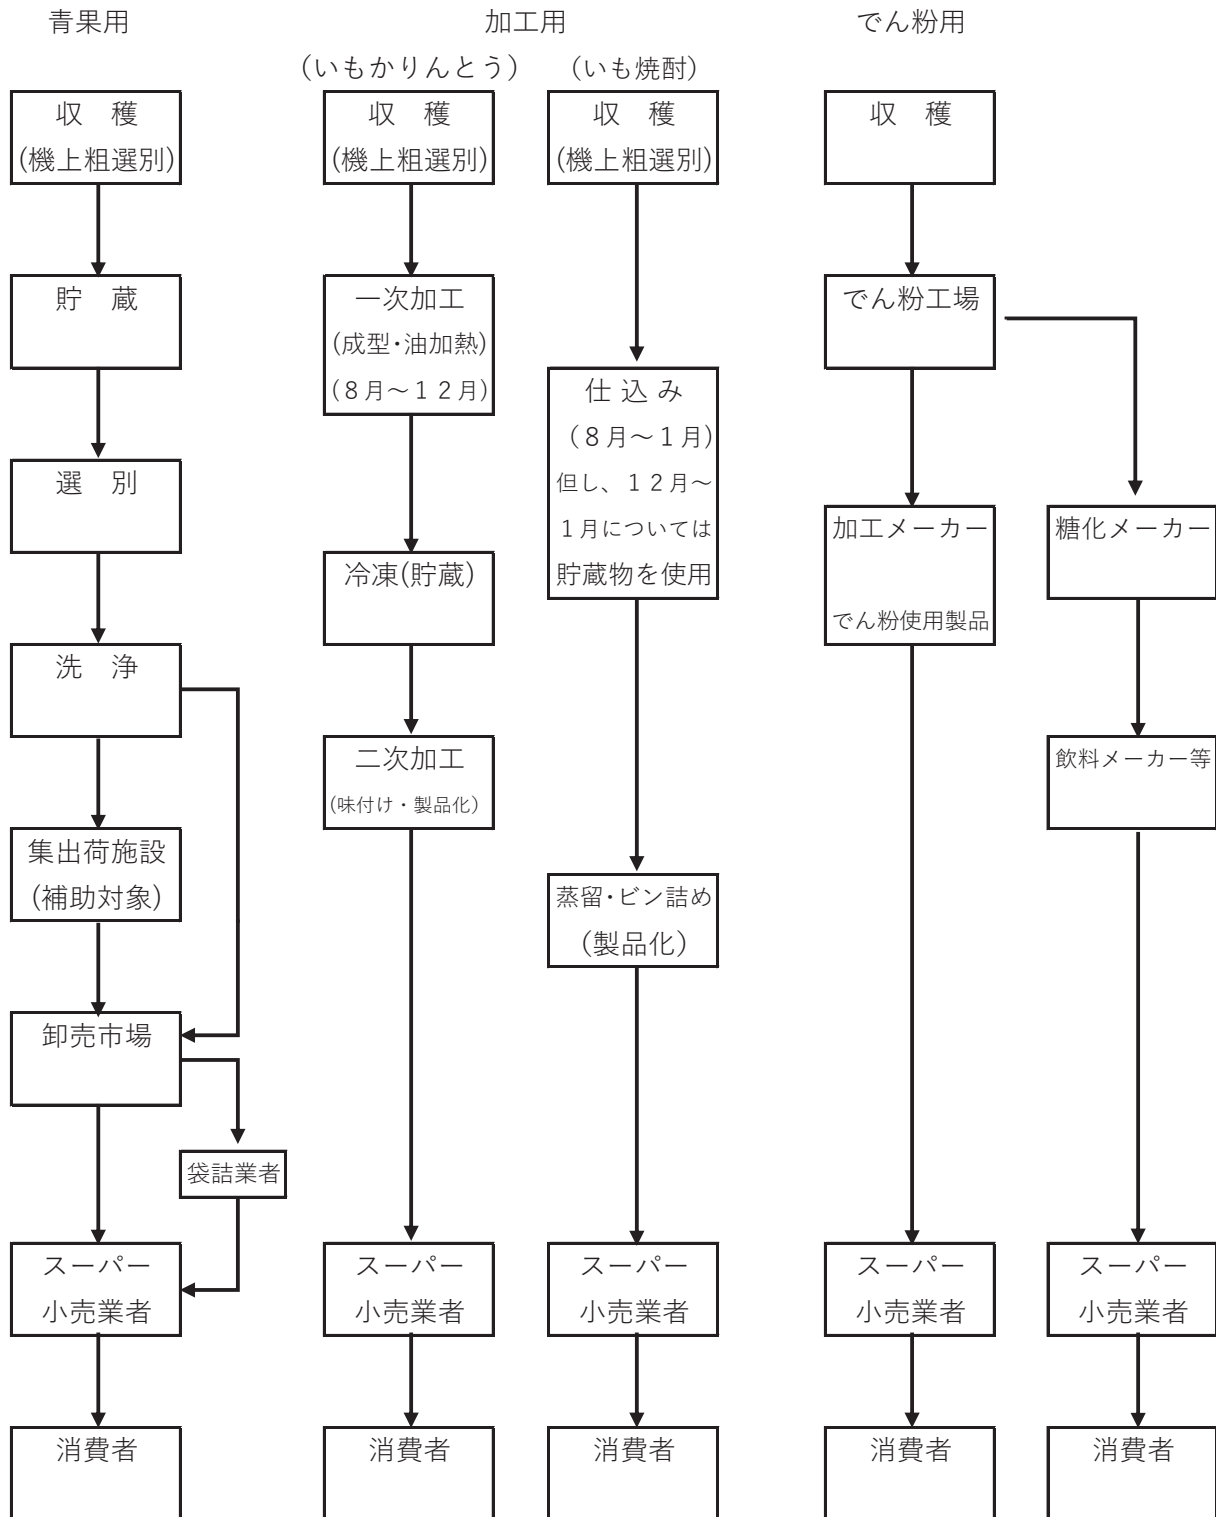 青果用
収　穫
(機上粗選別)
貯　蔵
選　別
洗　浄
集出荷施設
(補助対象)
卸売市場
袋詰業者
スーパー
小売業者
消費者
加工用
(いもかりんとう)
収　穫
(機上粗選別)
一次加工
(成型・油加熱)
(８月～１２月)
冷凍(貯蔵)
二次加工
(味付け・製品化)
スーパー
小売業者
消費者
(いも焼酎)
収　穫
(機上粗選別)
仕 込 み
(８月～１月)
但し、１２月～
１月については
貯蔵物を使用
蒸留・ビン詰め
(製品化)
スーパー
小売業者
消費者
でん粉用
収　穫
でん粉工場
加工メーカー
でん粉使用製品
スーパー
小売業者
消費者
糖化メーカー
飲料メーカー等
スーパー
小売業者
消費者